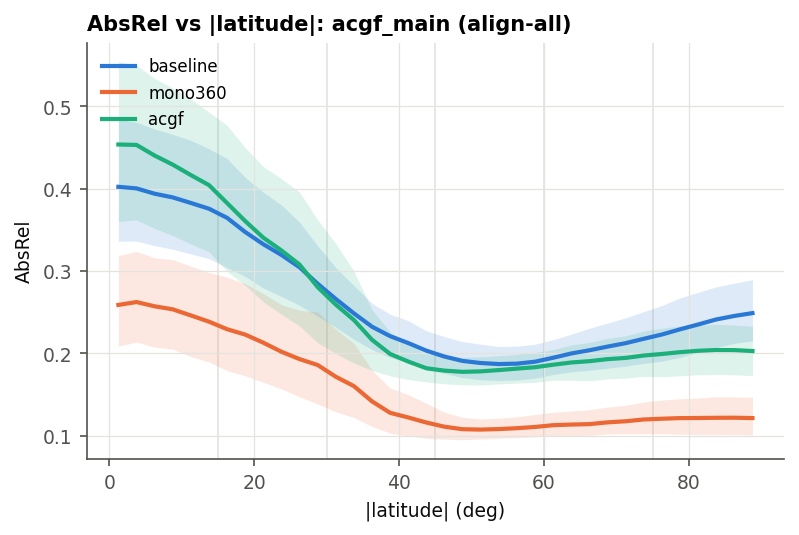 AbsRel vs |latitude|: acgf_main (align-all)
baseline
mono360
acgf
0.5
0.4
0.3
0.2
0.1
AbsRel
0 20 40 60 80
|latitude| (deg)